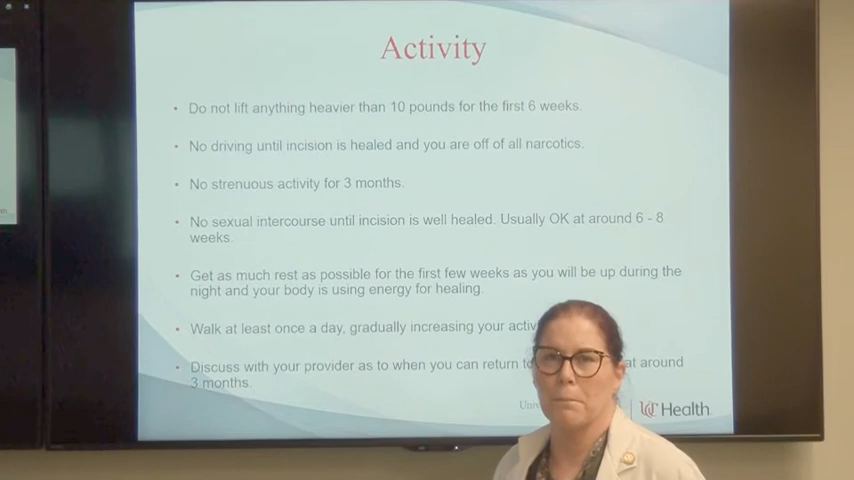 Activity
• Do not lift anything heavier than 10 pounds for the first 6 weeks.
• No driving until incision is healed and you are off of all narcotics.
• No strenuous activity for 3 months.
• No sexual intercourse until incision is well healed. Usually OK at around 6 - 8
weeks.
• Get as much rest as possible for the first few weeks as you will be up during the
night and your body is using energy for healing.
• Walk at least once a day, gradually increasing your
• Discuss with your provider as to when you can return at around
3 months.
UC Health